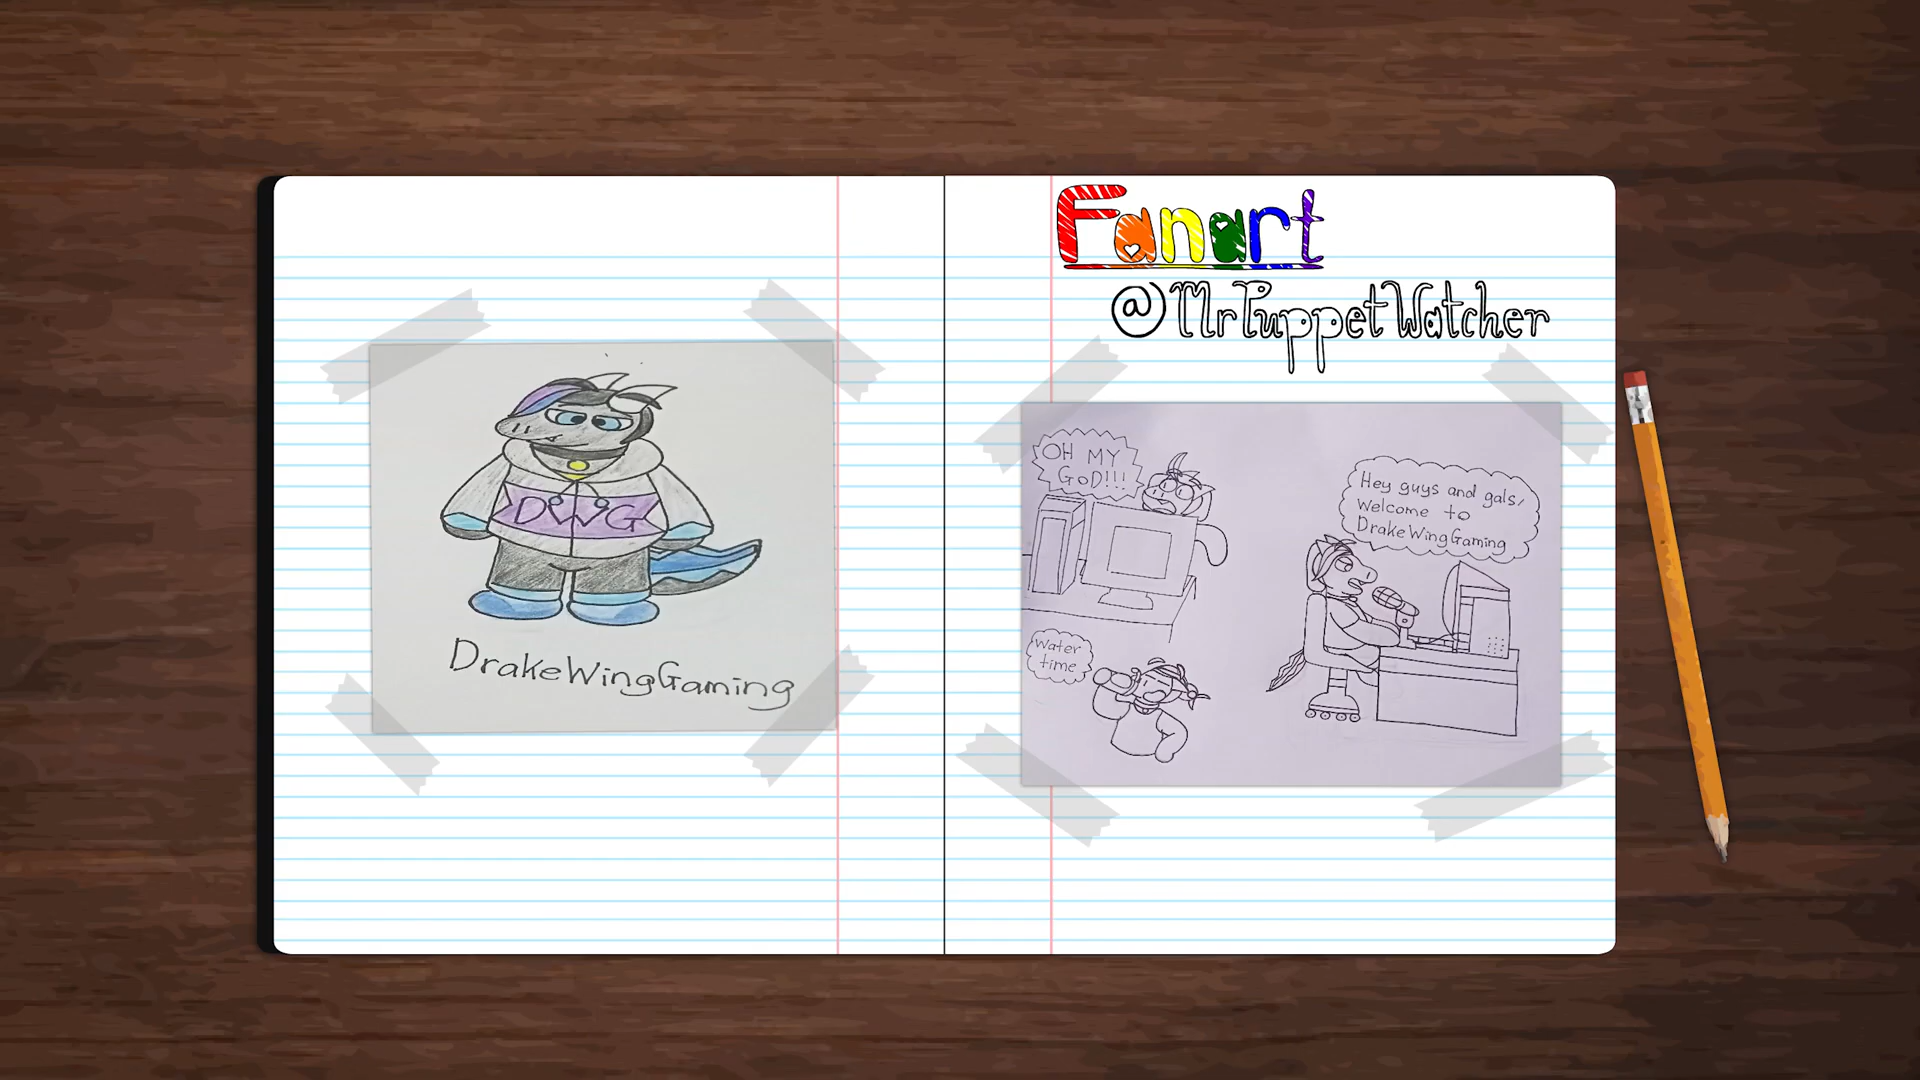 DWG
DrakeWingGaming
Fanart
@MrPuppetWatcher
OH MY
GOD!!!
Water
time
Hey guys and gals,
Welcome to
DrakeWingGaming